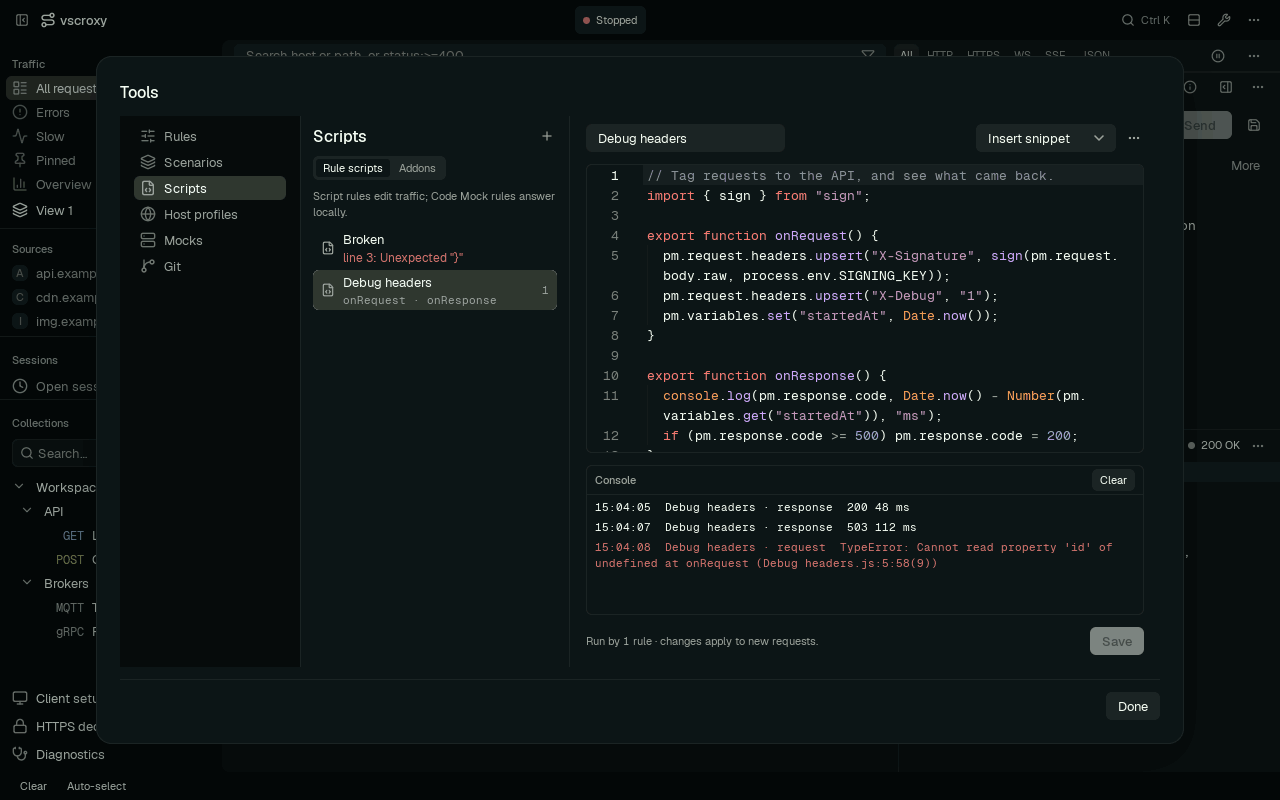 vscroxy
Stopped
Ctrl K
Traffic
All request
Errors
Slow
Pinned
Overview
View 1
Sources
A api.examp
C cdn.examp
I img.examp
Sessions
Open sess
Collections
Search...
Workspac
API
GET
POST
Brokers
MQTT
gRPC
Client setu
HTTPS dec
Diagnostics
Clear
Auto-select
Search host or path, or status:>=400
All HTTP HTTPS WS SSE JSON
Send
More
on
200 OK
Tools
Rules
Scenarios
Scripts
Host profiles
Mocks
Git
Scripts
Rule scripts
Addons
Script rules edit traffic; Code Mock rules answer
locally.
Broken
line 3: Unexpected "}"
Debug headers
onRequest · onResponse
1
Debug headers
Insert snippet
1 // Tag requests to the API, and see what came back.
2 import { sign } from "sign";
3
4 export function onRequest() {
5 pm.request.headers.upsert("X-Signature", sign(pm.request.
body.raw, process.env.SIGNING_KEY));
6 pm.request.headers.upsert("X-Debug", "1");
7 pm.variables.set("startedAt", Date.now());
8 }
9
10 export function onResponse() {
11 console.log(pm.response.code, Date.now() - Number(pm.
variables.get("startedAt")), "ms");
12 if (pm.response.code >= 500) pm.response.code = 200;
Console
Clear
15:04:05 Debug headers · response 200 48 ms
15:04:07 Debug headers · response 503 112 ms
15:04:08 Debug headers · request TypeError: Cannot read property 'id' of
undefined at onRequest (Debug headers.js:5:58(9))
Run by 1 rule · changes apply to new requests.
Save
Done